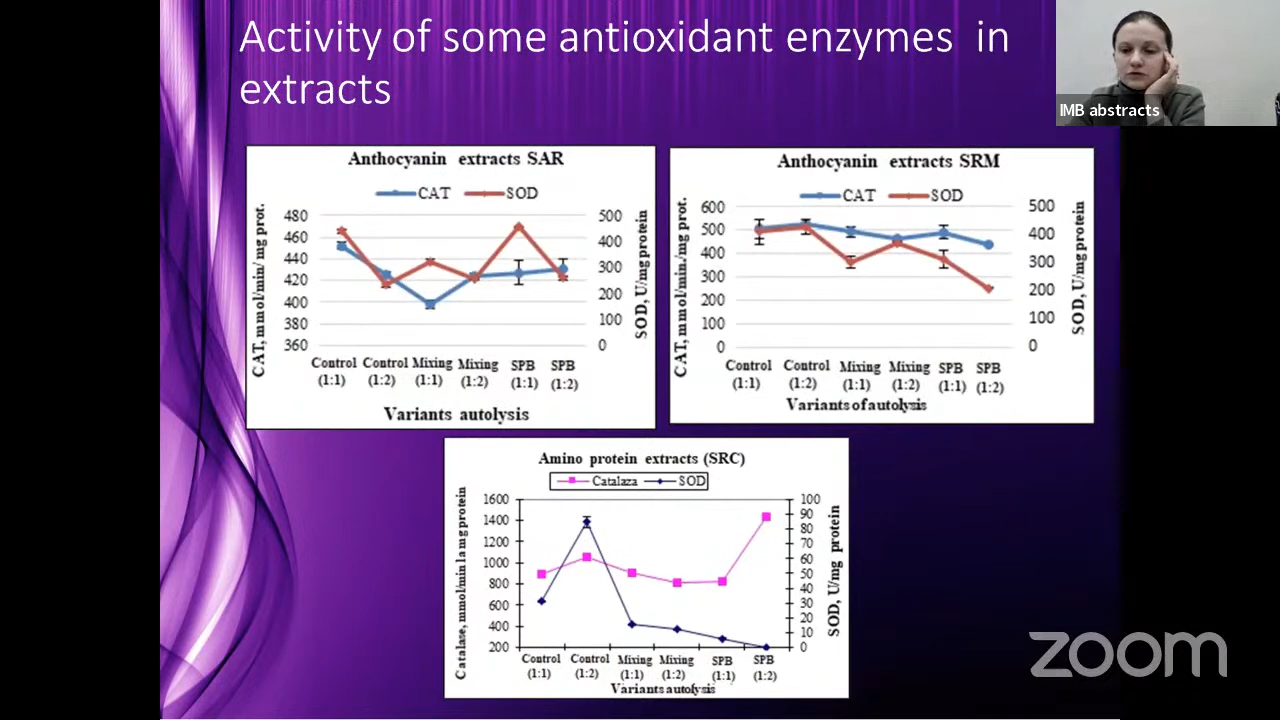 Activity of some antioxidant enzymes in
extracts
IMB abstracts
Anthocyanin extracts SAR
CAT SOD
CAT, mmol/min/ mg prot.
480
460
440
420
400
380
360
500
400
300
200
100
0
SOD, U/mg protein
Control Control Mixing Mixing SPB SPB
(1:1) (1:2) (1:1) (1:2) (1:1) (1:2)
Variants autolysis
Anthocyanin extracts SRM
CAT SOD
CAT, mmol/min/mg prot.
600
500
400
300
200
100
0
500
400
300
200
100
0
SOD, U/mg protein
Control Control Mixing Mixing SPB SPB
(1:1) (1:2) (1:1) (1:2) (1:1) (1:2)
Variants of autolysis
Amino protein extracts (SRC)
Catalaza SOD
Catalase, mmol/min la mg protein
1600
1400
1200
1000
800
600
400
200
100
90
80
70
60
50
40
30
20
10
0
SOD, U/mg protein
Control Control Mixing Mixing SPB SPB
(1:1) (1:2) (1:1) (1:2) (1:1) (1:2)
Variants autolysis
zoom